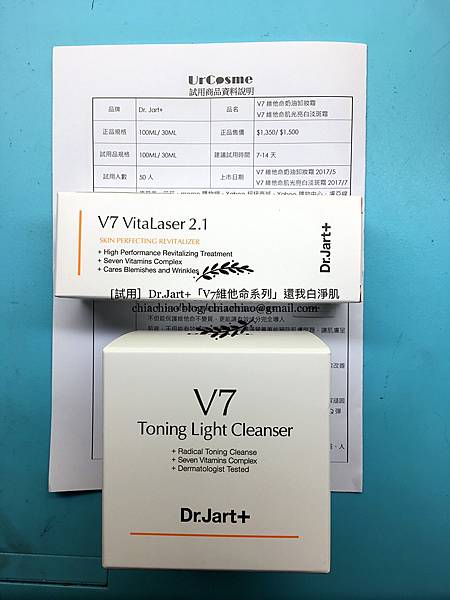 UrCosme
試用商品資料說明
品牌 Dr. Jart+ 品名 V7 維他命奶油卸妝霜
V7 維他命肌光亮白淡斑霜
正品規格 100ML/ 30ML 正品售價 $1,350/ $1,500
試用品規格 100ML/ 30ML 建議試用時間 7-14 天
試用人數 50 人 上市日期 V7 維他命奶油卸妝霜 2017/5
V7 維他命肌光亮白淡斑霜 2017/7
V7 VitaLaser 2.1
SKIN PERFECTING REVITALIZER
+ High Performance Revitalizing Treatment
+ Seven Vitamins Complex
+ Cares Blemishes and Wrinkles
Dr.Jart+
[試用] Dr.Jart+「V7維他命系列」還我白淨肌
chiachiao/blog/chiachiao@gmail.com
V7
Toning Light Cleanser
+ Radical Toning Cleanse
+ Seven Vitamins Complex
+ Dermatologist Tested
Dr.Jart+